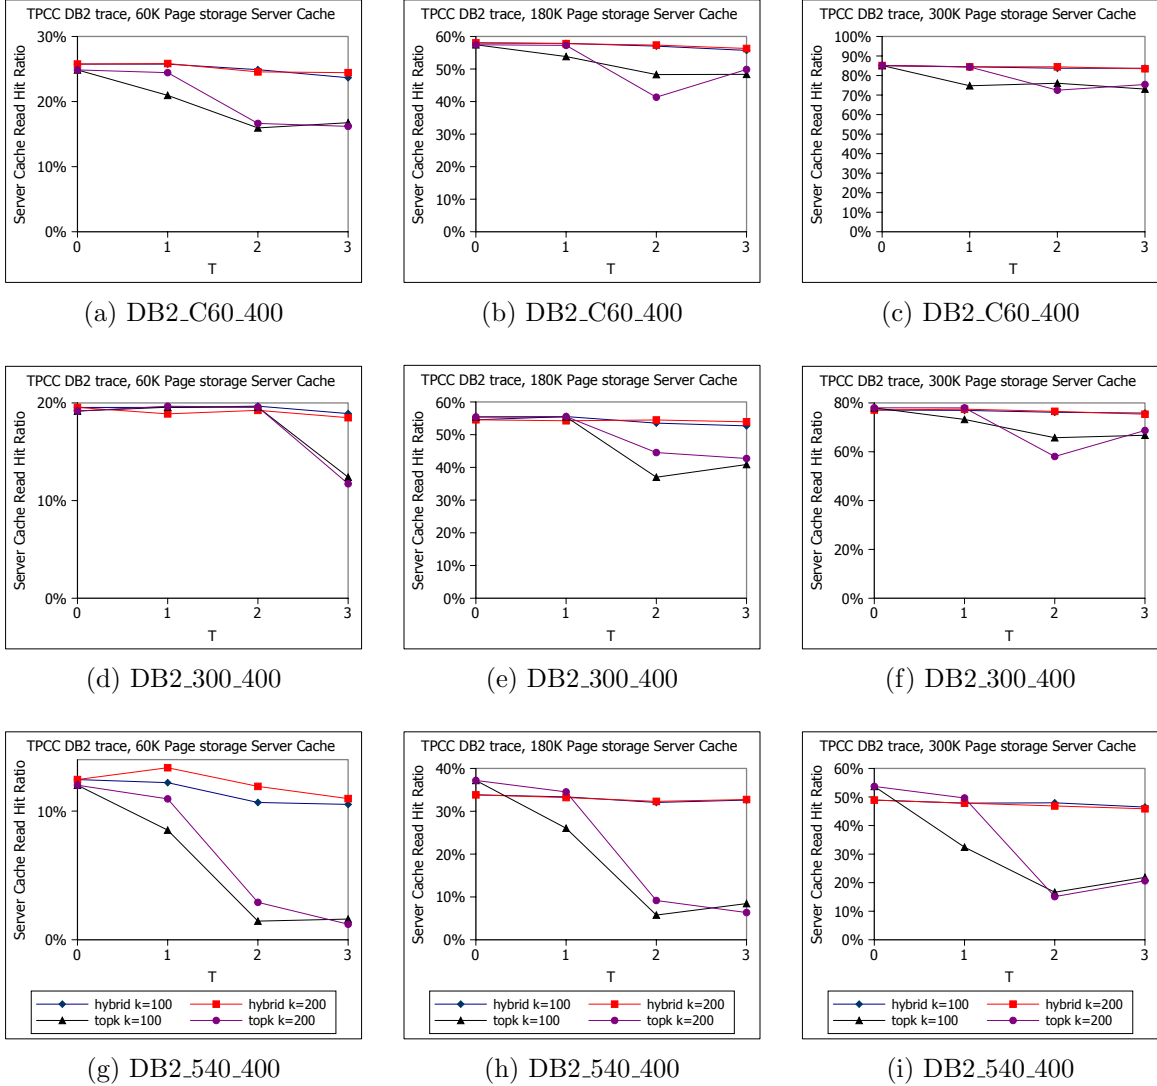 TPCC DB2 trace, 60K Page storage Server Cache
Server Cache Read Hit Ratio
30%
20%
10%
0%
0 1 2 3
T
(a) DB2_C60_400
TPCC DB2 trace, 180K Page storage Server Cache
Server Cache Read Hit Ratio
60%
50%
40%
30%
20%
10%
0%
0 1 2 3
T
(b) DB2_C60_400
TPCC DB2 trace, 300K Page storage Server Cache
Server Cache Read Hit Ratio
100%
90%
80%
70%
60%
50%
40%
30%
20%
10%
0%
0 1 2 3
T
(c) DB2_C60_400
TPCC DB2 trace, 60K Page storage Server Cache
Server Cache Read Hit Ratio
20%
10%
0%
0 1 2 3
T
(d) DB2_300_400
TPCC DB2 trace, 180K Page storage Server Cache
Server Cache Read Hit Ratio
60%
50%
40%
30%
20%
10%
0%
0 1 2 3
T
(e) DB2_300_400
TPCC DB2 trace, 300K Page storage Server Cache
Server Cache Read Hit Ratio
80%
60%
40%
20%
0%
0 1 2 3
T
(f) DB2_300_400
TPCC DB2 trace, 60K Page storage Server Cache
Server Cache Read Hit Ratio
10%
0%
0 1 2 3
T
hybrid k=100 hybrid k=200
topk k=100 topk k=200
(g) DB2_540_400
TPCC DB2 trace, 180K Page storage Server Cache
Server Cache Read Hit Ratio
40%
30%
20%
10%
0%
0 1 2 3
T
hybrid k=100 hybrid k=200
topk k=100 topk k=200
(h) DB2_540_400
TPCC DB2 trace, 300K Page storage Server Cache
Server Cache Read Hit Ratio
60%
50%
40%
30%
20%
10%
0%
0 1 2 3
T
hybrid k=100 hybrid k=200
topk k=100 topk k=200
(i) DB2_540_400